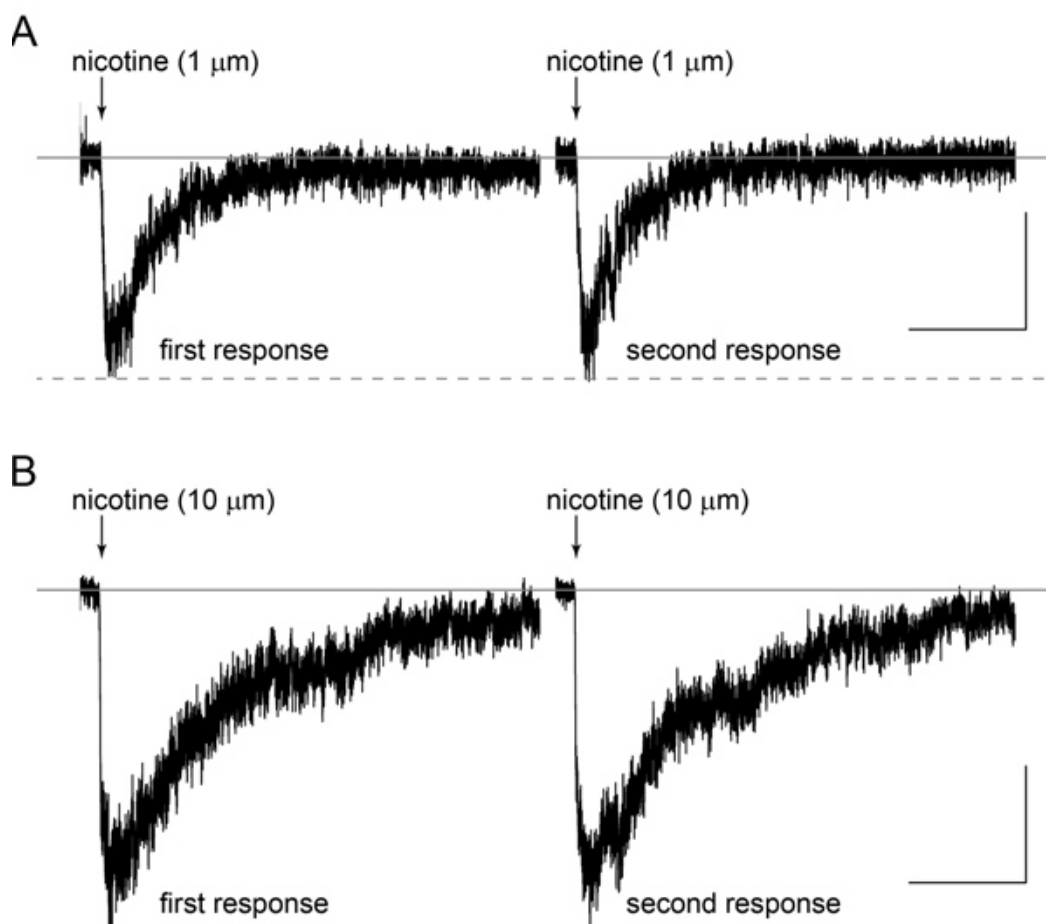 A
nicotine (1 μm) nicotine (1 μm)
first response second response
B
nicotine (10 μm) nicotine (10 μm)
first response second response